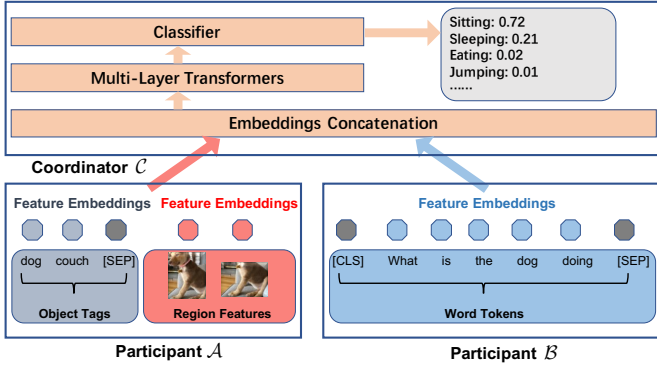 Classifier
Multi-Layer Transformers
Embeddings Concatenation
Sitting: 0.72
Sleeping: 0.21
Eating: 0.02
Jumping: 0.01
......
Coordinator 𝒞
Feature Embeddings
Feature Embeddings
dog couch [SEP]
Object Tags
Region Features
Participant 𝒜
Feature Embeddings
[CLS] What is the dog doing [SEP]
Word Tokens
Participant ℬ